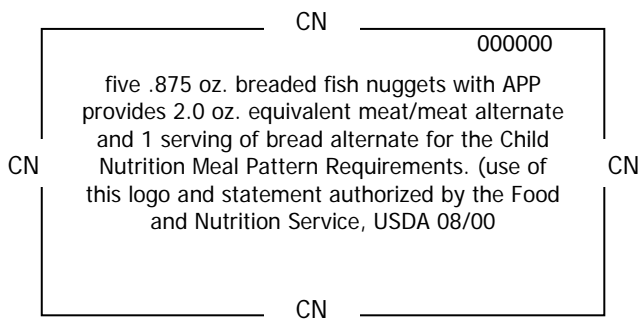 CN
000000
five .875 oz. breaded fish nuggets with APP
provides 2.0 oz. equivalent meat/meat alternate
and 1 serving of bread alternate for the Child
CN Nutrition Meal Pattern Requirements. (use of CN
this logo and statement authorized by the Food
and Nutrition Service, USDA 08/00
CN